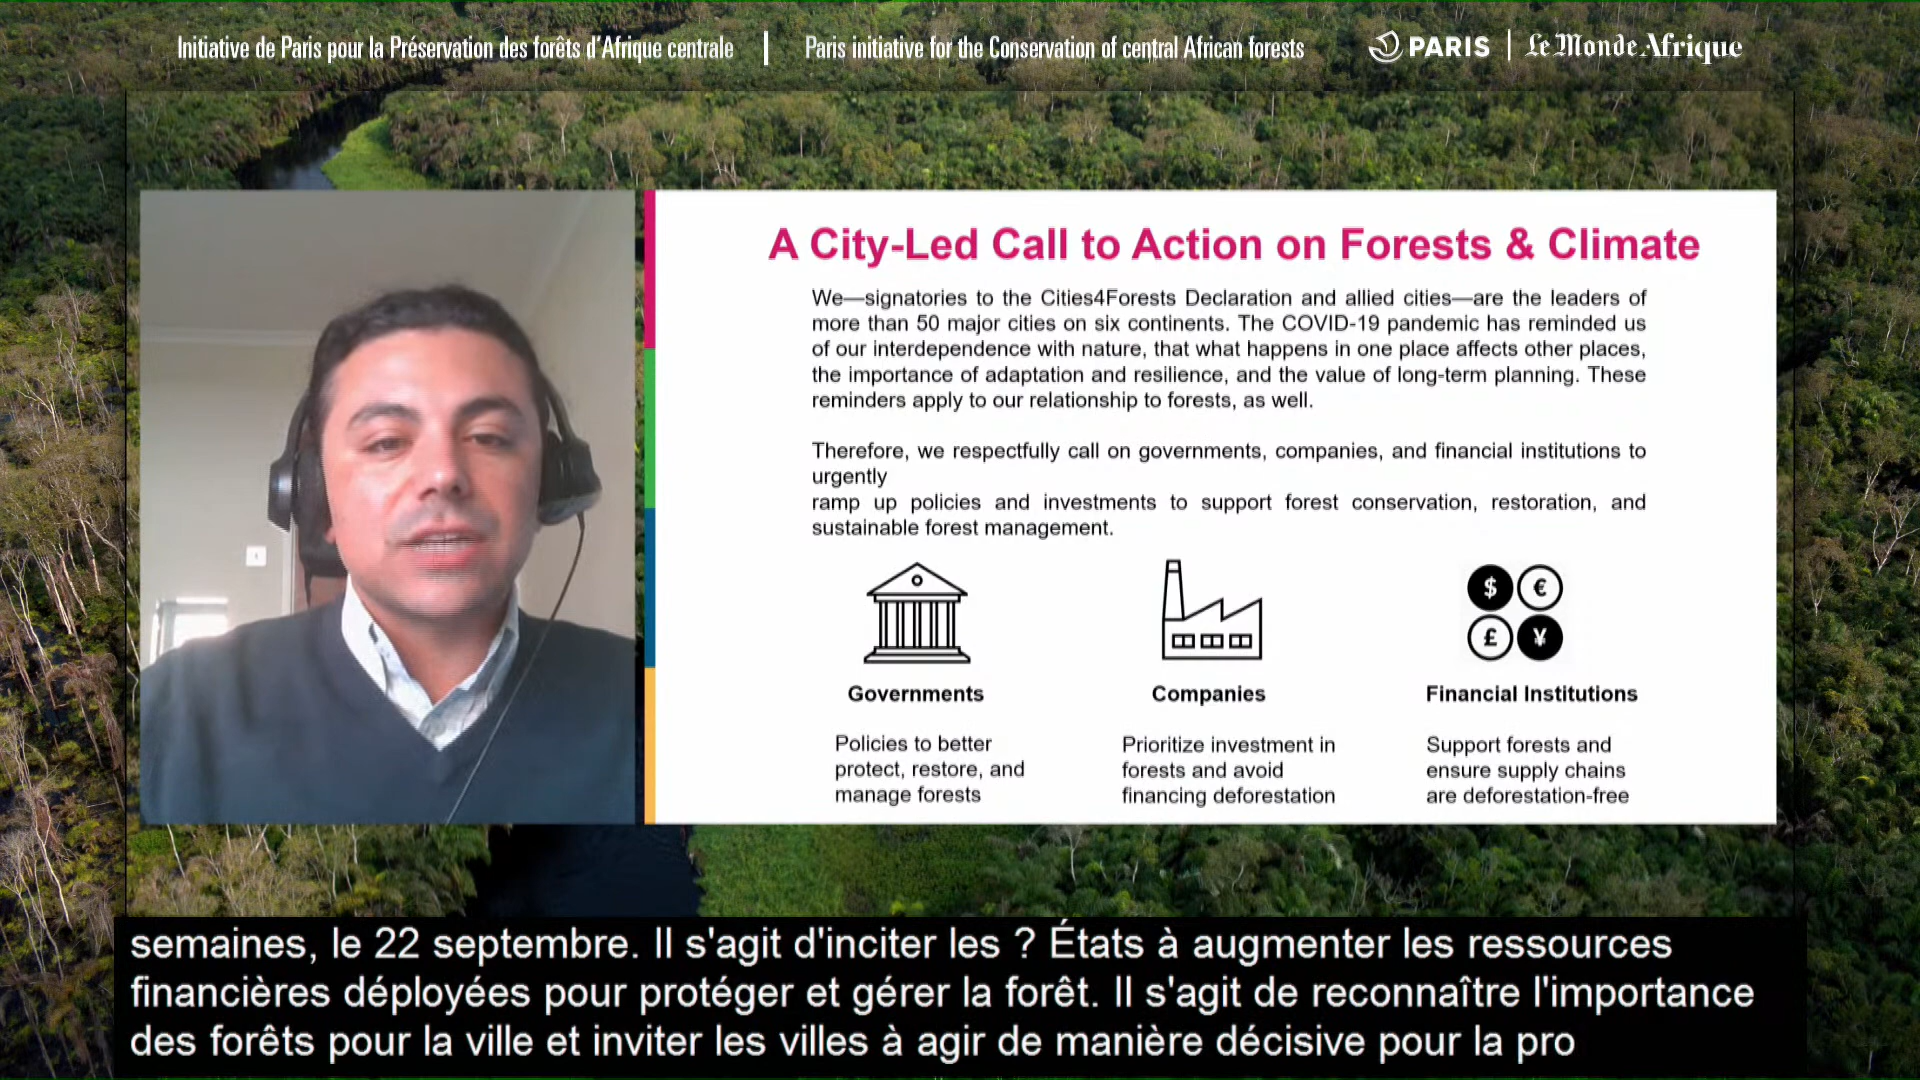 Initiative de Paris pour la Préservation des forêts d'Afrique centrale | Paris initiative for the Conservation of central African forests PARIS | Le Monde Afrique
A City-Led Call to Action on Forests & Climate
We—signatories to the Cities4Forests Declaration and allied cities—are the leaders of
more than 50 major cities on six continents. The COVID-19 pandemic has reminded us
of our interdependence with nature, that what happens in one place affects other places,
the importance of adaptation and resilience, and the value of long-term planning. These
reminders apply to our relationship to forests, as well.
Therefore, we respectfully call on governments, companies, and financial institutions to
urgently
ramp up policies and investments to support forest conservation, restoration, and
sustainable forest management.
$ €
£ ¥
Governments
Policies to better
protect, restore, and
manage forests
Companies
Prioritize investment in
forests and avoid
financing deforestation
Financial Institutions
Support forests and
ensure supply chains
are deforestation-free
semaines, le 22 septembre. Il s'agit d'inciter les ? États à augmenter les ressources
financières déployées pour protéger et gérer la forêt. Il s'agit de reconnaître l'importance
des forêts pour la ville et inviter les villes à agir de manière décisive pour la pro